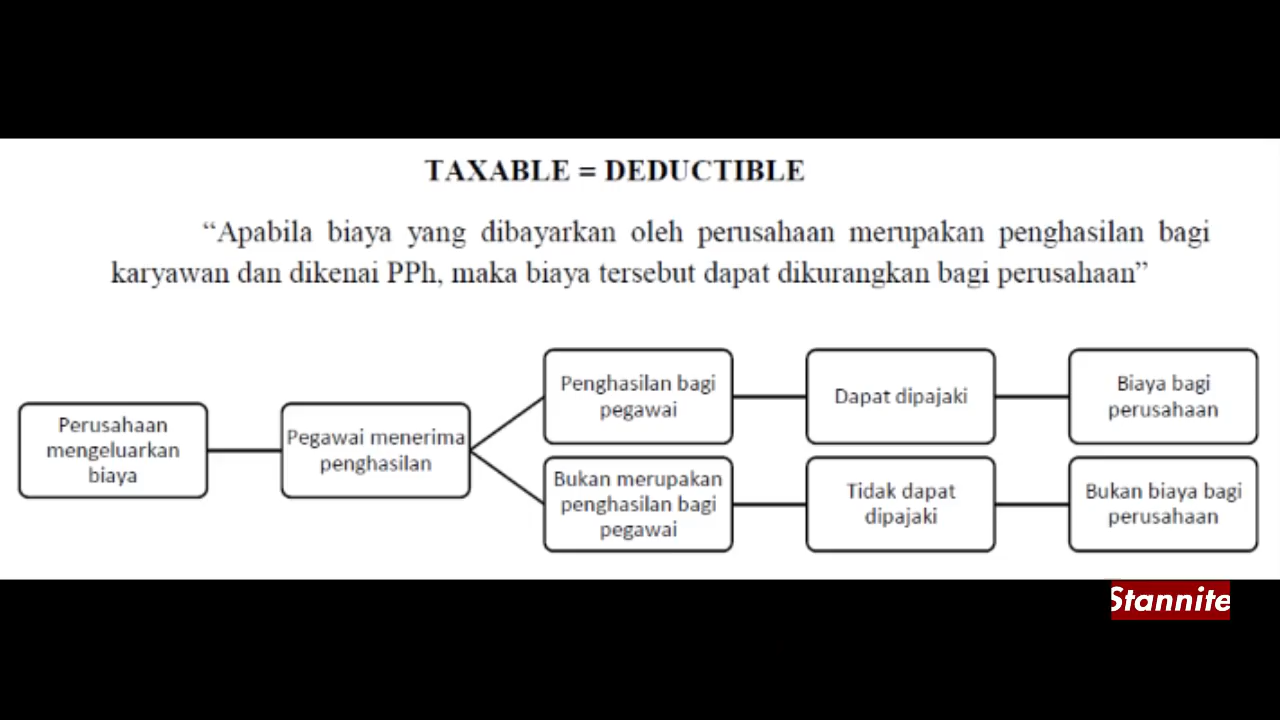 TAXABLE = DEDUCTIBLE
“Apabila biaya yang dibayarkan oleh perusahaan merupakan penghasilan bagi
karyawan dan dikenai PPh, maka biaya tersebut dapat dikurangkan bagi perusahaan”
Perusahaan
mengeluarkan
biaya
Pegawai menerima
penghasilan
Penghasilan bagi
pegawai
Dapat dipajaki
Biaya bagi
perusahaan
Bukan merupakan
penghasilan bagi
pegawai
Tidak dapat
dipajaki
Bukan biaya bagi
perusahaan
Stannite